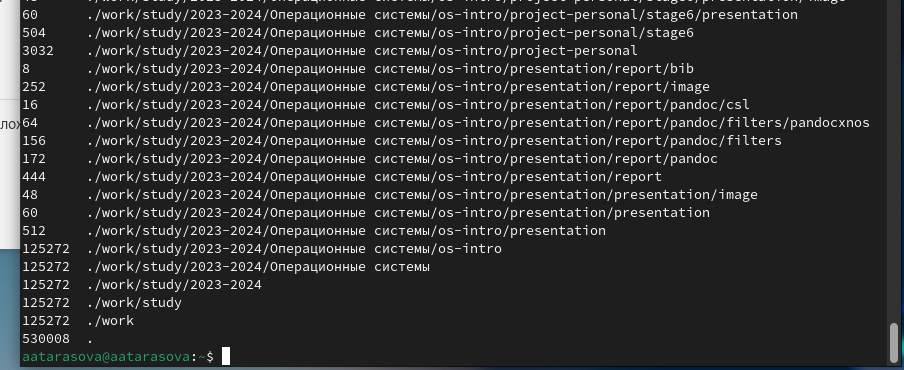 60 ./work/study/2023-2024/Операционные системы/os-intro/project-personal/stage6/presentation
504 ./work/study/2023-2024/Операционные системы/os-intro/project-personal/stage6
3032 ./work/study/2023-2024/Операционные системы/os-intro/project-personal
8 ./work/study/2023-2024/Операционные системы/os-intro/presentation/report/bib
252 ./work/study/2023-2024/Операционные системы/os-intro/presentation/report/image
16 ./work/study/2023-2024/Операционные системы/os-intro/presentation/report/pandoc/csl
64 ./work/study/2023-2024/Операционные системы/os-intro/presentation/report/pandoc/filters/pandocxnos
156 ./work/study/2023-2024/Операционные системы/os-intro/presentation/report/pandoc/filters
172 ./work/study/2023-2024/Операционные системы/os-intro/presentation/report/pandoc
444 ./work/study/2023-2024/Операционные системы/os-intro/presentation/report
48 ./work/study/2023-2024/Операционные системы/os-intro/presentation/presentation/image
60 ./work/study/2023-2024/Операционные системы/os-intro/presentation/presentation
512 ./work/study/2023-2024/Операционные системы/os-intro/presentation
125272 ./work/study/2023-2024/Операционные системы/os-intro
125272 ./work/study/2023-2024/Операционные системы
125272 ./work/study/2023-2024
125272 ./work/study
125272 ./work
530008 .
aatarasova@aatarasova:~$